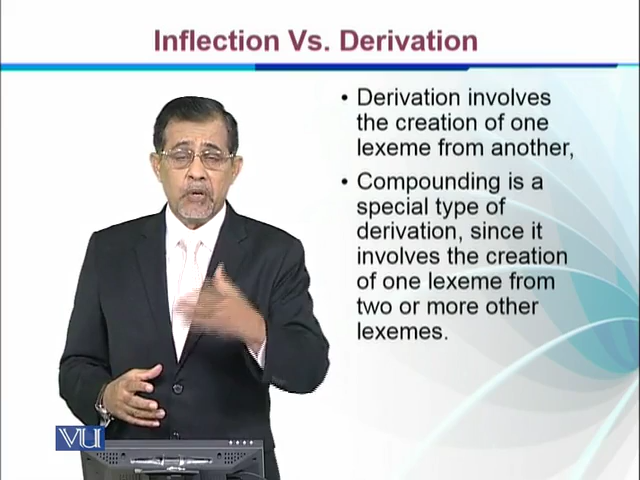 Inflection Vs. Derivation
• Derivation involves
the creation of one
lexeme from another,
• Compounding is a
special type of
derivation, since it
involves the creation
of one lexeme from
two or more other
lexemes.
VU